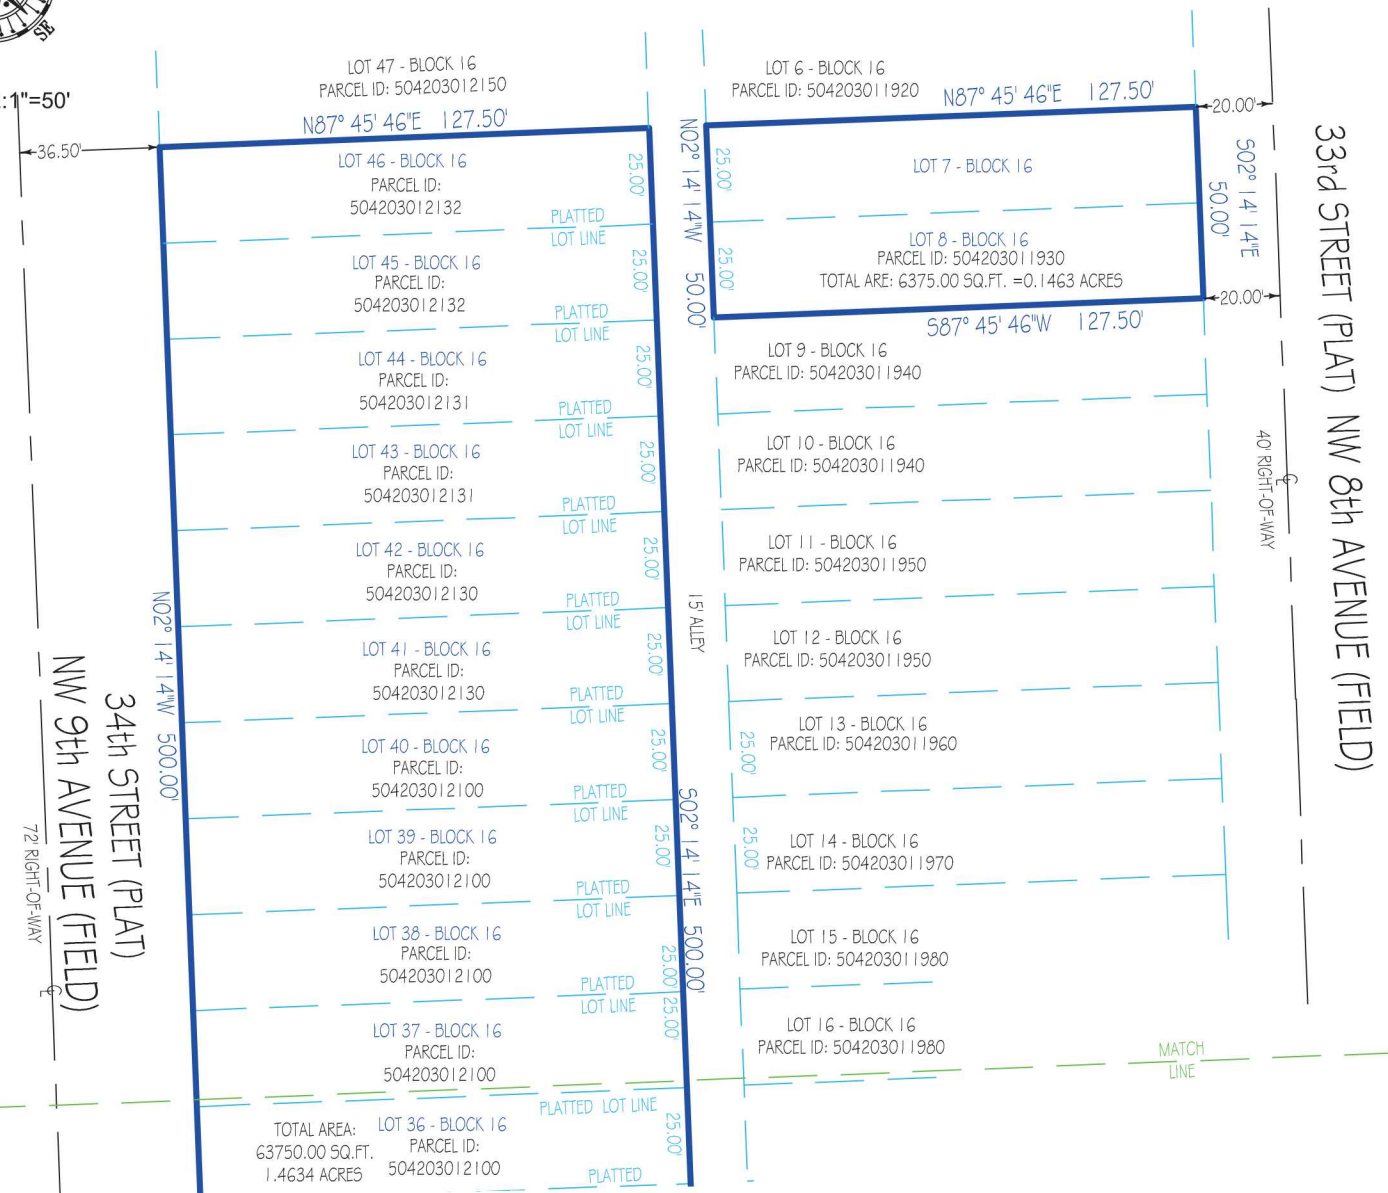 SE
.:1"=50'
LOT 47 - BLOCK 16
PARCEL ID: 504203012150
N87° 45' 46"E 127.50'
36.50'
LOT 46 - BLOCK 16
PARCEL ID:
504203012132
25.00'
PLATTED
LOT LINE
LOT 45 - BLOCK 16
PARCEL ID:
504203012132
25.00'
PLATTED
LOT LINE
LOT 44 - BLOCK 16
PARCEL ID:
504203012131
25.00'
PLATTED
LOT LINE
LOT 43 - BLOCK 16
PARCEL ID:
504203012131
25.00'
PLATTED
LOT LINE
LOT 42 - BLOCK 16
PARCEL ID:
504203012130
25.00'
PLATTED
LOT LINE
LOT 41 - BLOCK 16
PARCEL ID:
504203012130
25.00'
PLATTED
LOT LINE
LOT 40 - BLOCK 16
PARCEL ID:
504203012100
25.00'
PLATTED
LOT LINE
LOT 39 - BLOCK 16
PARCEL ID:
504203012100
25.00'
PLATTED
LOT LINE
LOT 38 - BLOCK 16
PARCEL ID:
504203012100
25.00'
PLATTED
LOT LINE
LOT 37 - BLOCK 16
PARCEL ID:
504203012100
25.00'
PLATTED LOT LINE
LOT 36 - BLOCK 16
PARCEL ID:
504203012100
25.00'
PLATTED
TOTAL AREA:
63750.00 SQ.FT.
1.4634 ACRES
N02° 14' 14"W 500.00'
34th STREET (PLAT)
NW 9th AVENUE (FIELD)
72' RIGHT-OF-WAY
℄
S02° 14' 14"E 500.00'
15' ALLEY
LOT 6 - BLOCK 16
PARCEL ID: 504203011920
N87° 45' 46"E 127.50'
20.00'
N02° 14' 14"W 50.00'
25.00'
LOT 7 - BLOCK 16
25.00'
LOT 8 - BLOCK 16
PARCEL ID: 504203011930
TOTAL ARE: 6375.00 SQ.FT. =0.1463 ACRES
S02° 14' 14"E
50.00'
20.00'
S87° 45' 46"W 127.50'
LOT 9 - BLOCK 16
PARCEL ID: 504203011940
LOT 10 - BLOCK 16
PARCEL ID: 504203011940
LOT 11 - BLOCK 16
PARCEL ID: 504203011950
LOT 12 - BLOCK 16
PARCEL ID: 504203011950
LOT 13 - BLOCK 16
PARCEL ID: 504203011960
25.00'
LOT 14 - BLOCK 16
PARCEL ID: 504203011970
25.00'
LOT 15 - BLOCK 16
PARCEL ID: 504203011980
LOT 16 - BLOCK 16
PARCEL ID: 504203011980
MATCH
LINE
40' RIGHT-OF-WAY
℄
33rd STREET (PLAT) NW 8th AVENUE (FIELD)